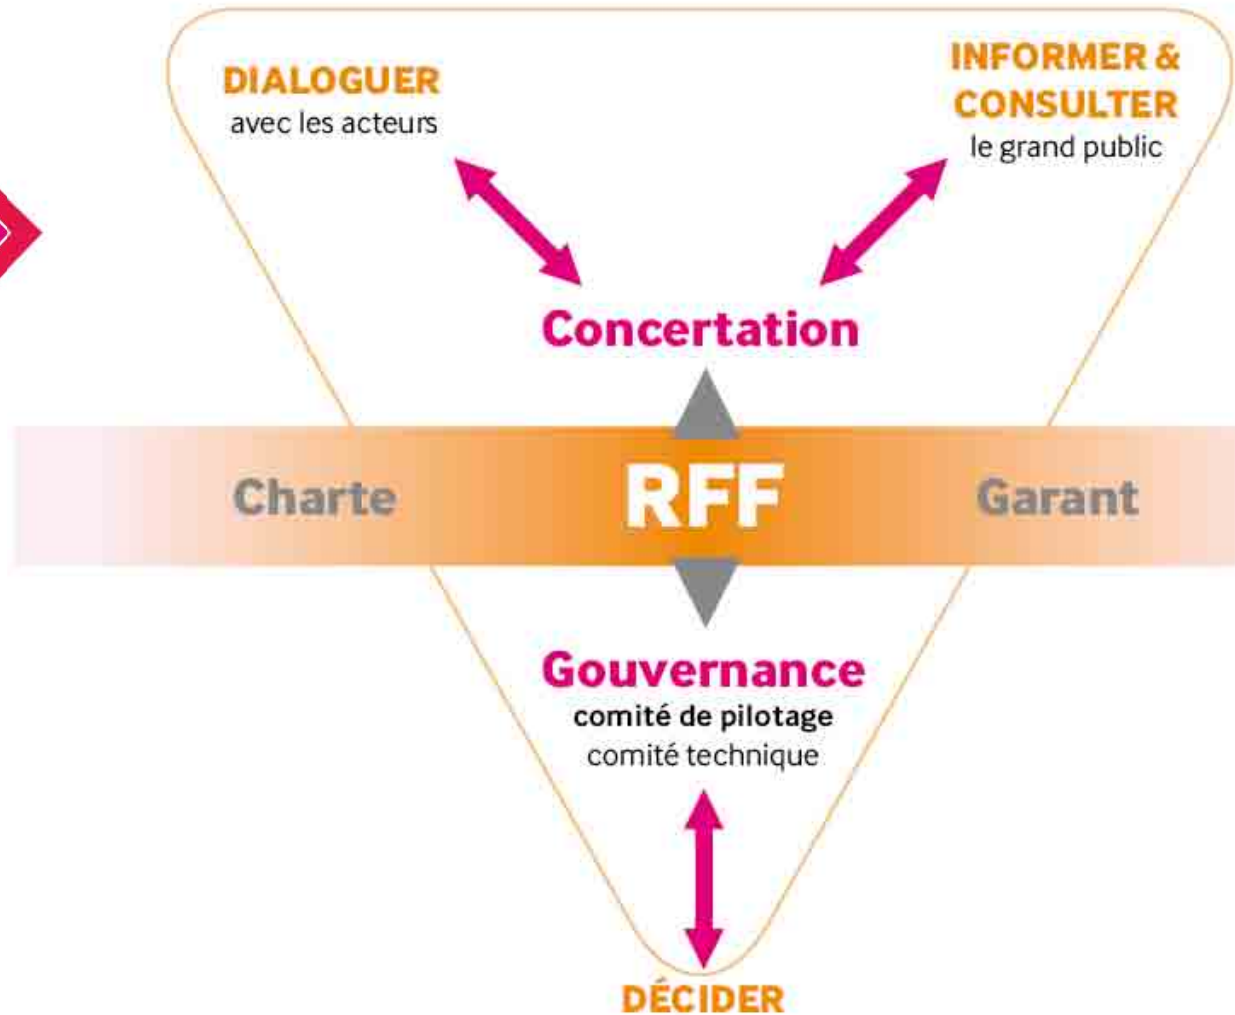 DIALOGUER
avec les acteurs
INFORMER &
CONSULTER
le grand public
Concertation
Charte
RFF
Garant
Gouvernance
comité de pilotage
comité technique
DÉCIDER